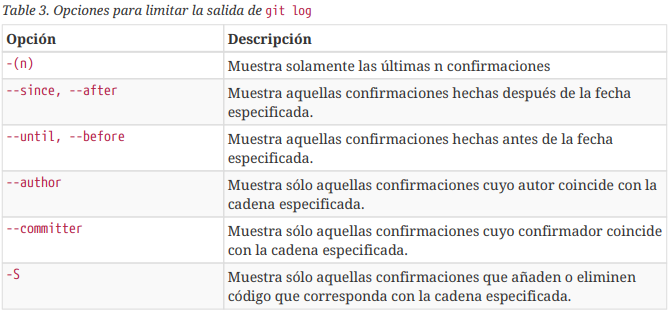 Table 3. Opciones para limitar la salida de git log
Opción Descripción
-(n) Muestra solamente las últimas n confirmaciones
--since, --after Muestra aquellas confirmaciones hechas después de la fecha
especificada.
--until, --before Muestra aquellas confirmaciones hechas antes de la fecha
especificada.
--author Muestra sólo aquellas confirmaciones cuyo autor coincide con la
cadena especificada.
--committer Muestra sólo aquellas confirmaciones cuyo confirmador coincide
con la cadena especificada.
-S Muestra sólo aquellas confirmaciones que añaden o eliminen
código que corresponda con la cadena especificada.